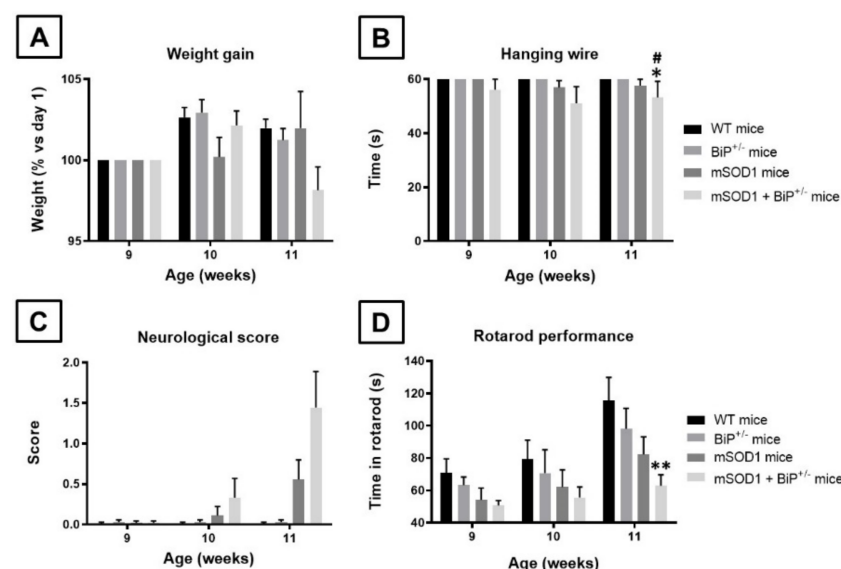 A
Weight gain
Weight (% vs day 1)
105
100
95
9 10 11
Age (weeks)
B
Hanging wire
Time (s)
60
40
20
0
#
*
9 10 11
Age (weeks)
WT mice
BiP+/- mice
mSOD1 mice
mSOD1 + BiP+/- mice
C
Neurological score
Score
2.0
1.5
1.0
0.5
0.0
9 10 11
Age (weeks)
D
Rotarod performance
Time in rotarod (s)
140
120
100
80
60
40
**
9 10 11
Age (weeks)
WT mice
BiP+/- mice
mSOD1 mice
mSOD1 + BiP+/- mice